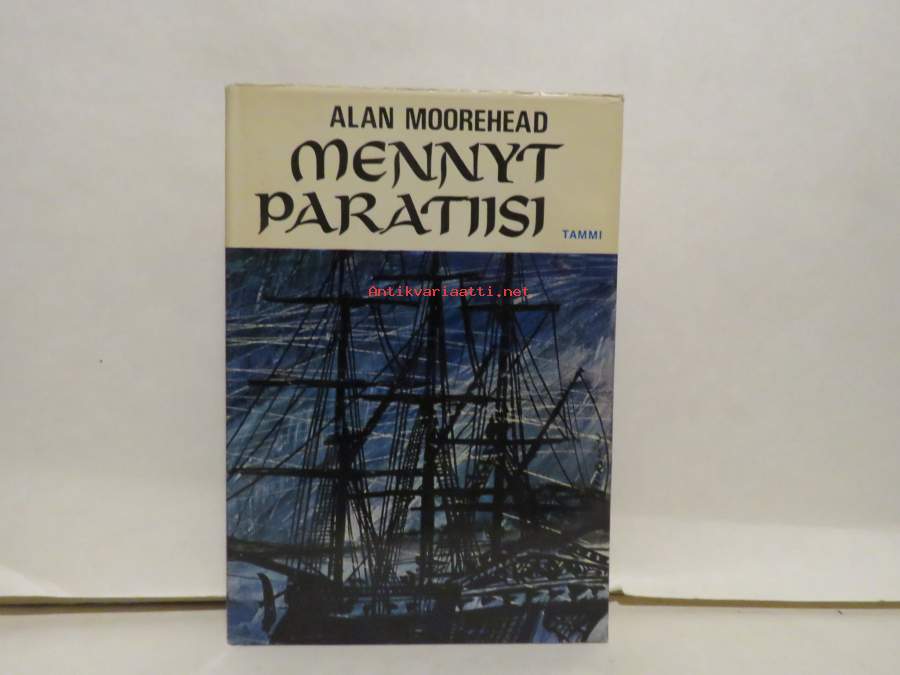 ALAN MOOREHEAD
MENNYT
PARATIISI
TAMMI
Antikvariaatti.net